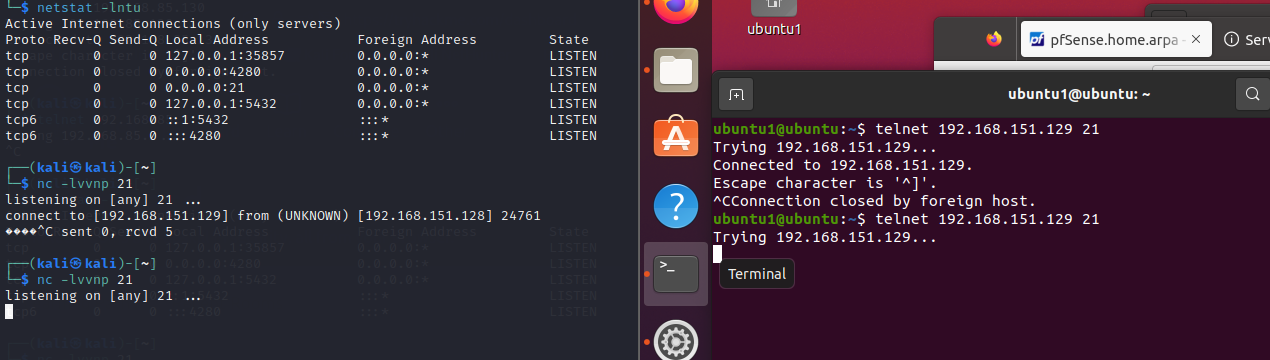 └─$ netstat -lntu
Active Internet connections (only servers)
Proto Recv-Q Send-Q Local Address           Foreign Address         State
tcp        0      0 127.0.0.1:35857         0.0.0.0:*               LISTEN
tcp        0      0 0.0.0.0:4280            0.0.0.0:*               LISTEN
tcp        0      0 0.0.0.0:21              0.0.0.0:*               LISTEN
tcp        0      0 127.0.0.1:5432          0.0.0.0:*               LISTEN
tcp6       0      0 ::1:5432                :::*                    LISTEN
tcp6       0      0 :::4280                 :::*                    LISTEN
┌──(kali㉿kali)-[~]
└─$ nc -lvvnp 21
listening on [any] 21 ...
connect to [192.168.151.129] from (UNKNOWN) [192.168.151.128] 24761
����^C sent 0, rcvd 5
┌──(kali㉿kali)-[~]
└─$ nc -lvvnp 21
listening on [any] 21 ...
ubuntu1
pfSense.home.arpa -
Serv
ubuntu1@ubuntu: ~
ubuntu1@ubuntu:~$ telnet 192.168.151.129 21
Trying 192.168.151.129...
Connected to 192.168.151.129.
Escape character is '^]'.
^CConnection closed by foreign host.
ubuntu1@ubuntu:~$ telnet 192.168.151.129 21
Trying 192.168.151.129...
Terminal